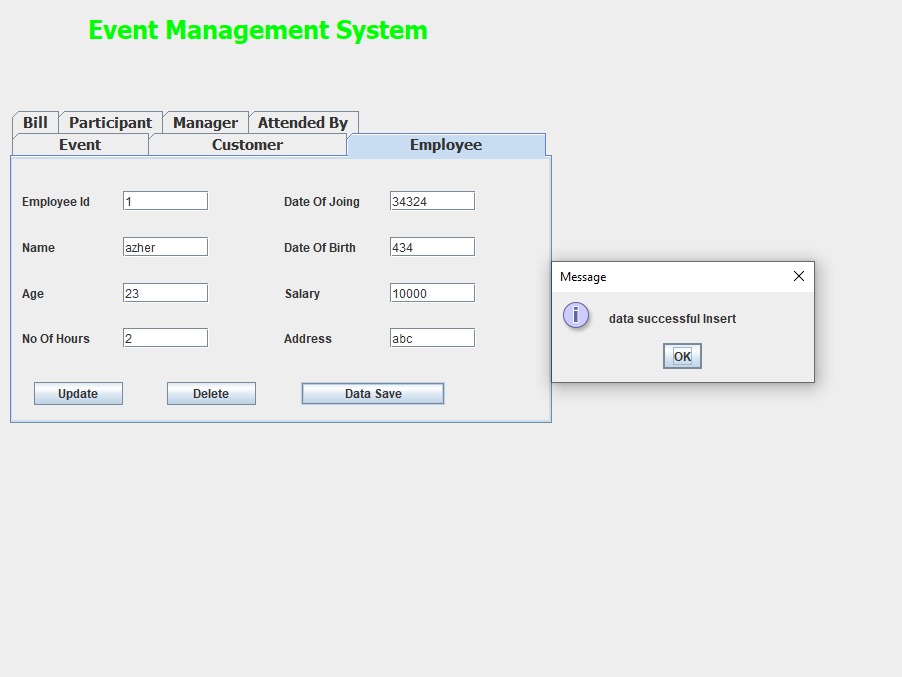 Event Management System
Bill Participant Manager Attended By
Event Customer Employee
Employee Id 1 Date Of Joing 34324
Name azher Date Of Birth 434
Age 23 Salary 10000
No Of Hours 2 Address abc
Update Delete Data Save
Message
i data successful Insert
OK